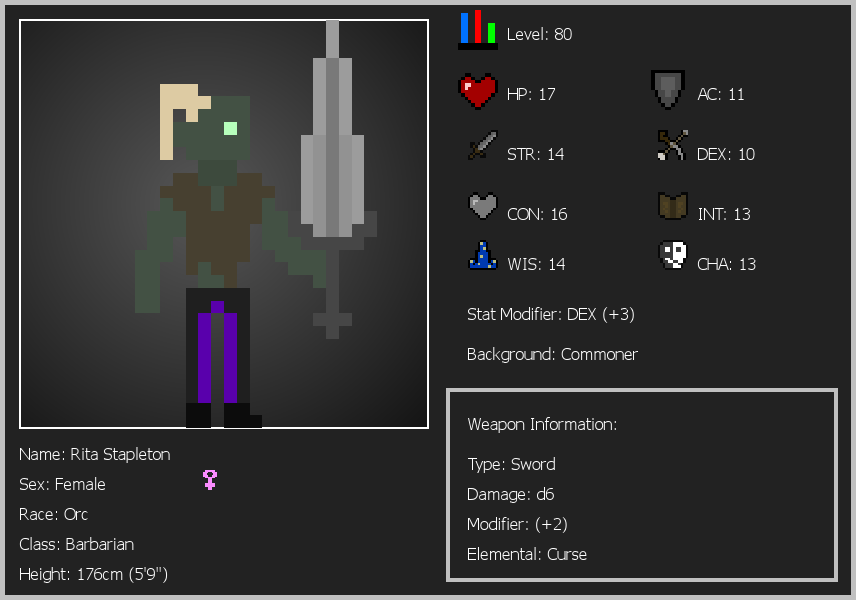 Level: 80
HP: 17
AC: 11
STR: 14
DEX: 10
CON: 16
INT: 13
WIS: 14
CHA: 13
Stat Modifier: DEX (+3)
Background: Commoner
Weapon Information:
Type: Sword
Damage: d6
Modifier: (+2)
Elemental: Curse
Name: Rita Stapleton
Sex: Female
Race: Orc
Class: Barbarian
Height: 176cm (5'9")